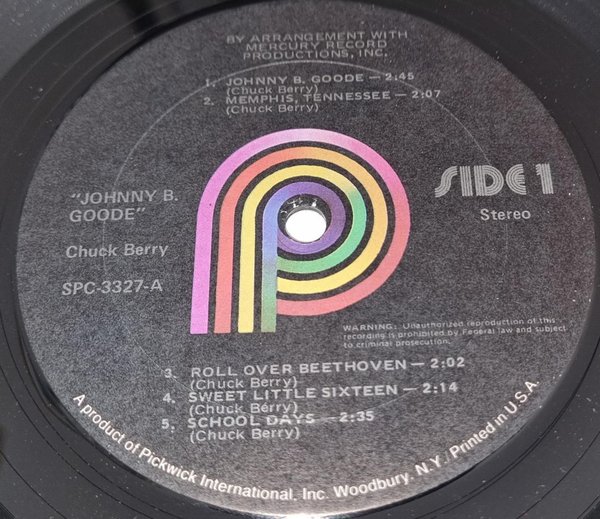 BY ARRANGEMENT WITH
MERCURY RECORD
PRODUCTIONS, INC.
1. JOHNNY B. GOODE — 2:45
(Chuck Berry)
2. MEMPHIS, TENNESSEE — 2:07
(Chuck Berry)
"JOHNNY B.
GOODE"
Chuck Berry
SPC-3327-A
SIDE 1
Stereo
WARNING: Unauthorized reproduction of this
recording is prohibited by Federal law and subject
to criminal prosecution.
3. ROLL OVER BEETHOVEN — 2:02
(Chuck Berry)
4. SWEET LITTLE SIXTEEN — 2:14
(Chuck Berry)
5. SCHOOL DAYS — 2:35
(Chuck Berry)
A product of Pickwick International, Inc. Woodbury, N.Y./Printed in U.S.A.